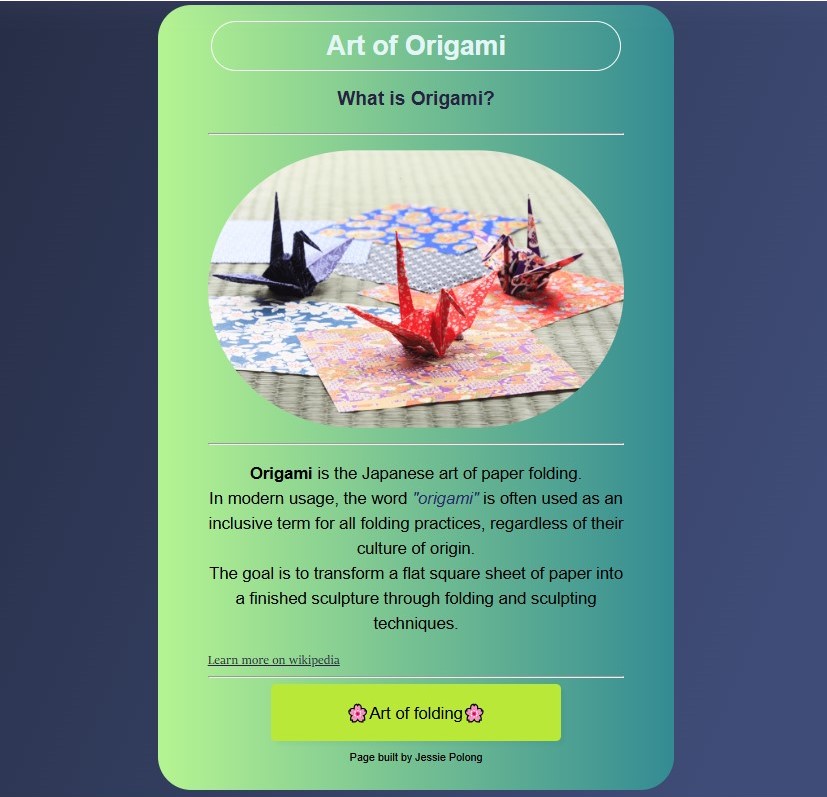 Art of Origami
What is Origami?
Origami is the Japanese art of paper folding.
In modern usage, the word "origami" is often used as an
inclusive term for all folding practices, regardless of their
culture of origin.
The goal is to transform a flat square sheet of paper into
a finished sculpture through folding and sculpting
techniques.
Learn more on wikipedia
🌸Art of folding🌸
Page built by Jessie Polong